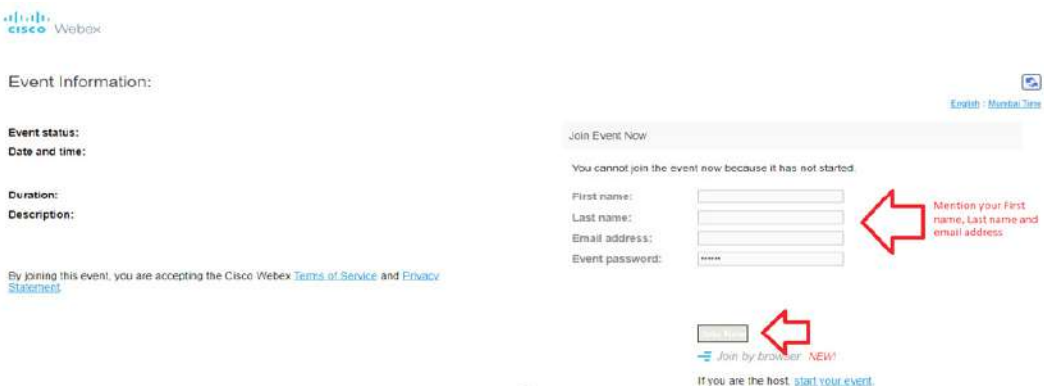 CISCO Webex
Event Information:
English : Mumbai Time
Event status:
Date and time:
Duration:
Description:
By joining this event, you are accepting the Cisco Webex Terms of Service and Privacy
Statement
Join Event Now
You cannot join the event now because it has not started.
First name:
Last name:
Email address:
Event password:
Mention your First
name, Last name and
email address
Join Now
Join by browser NEW!
If you are the host, start your event.